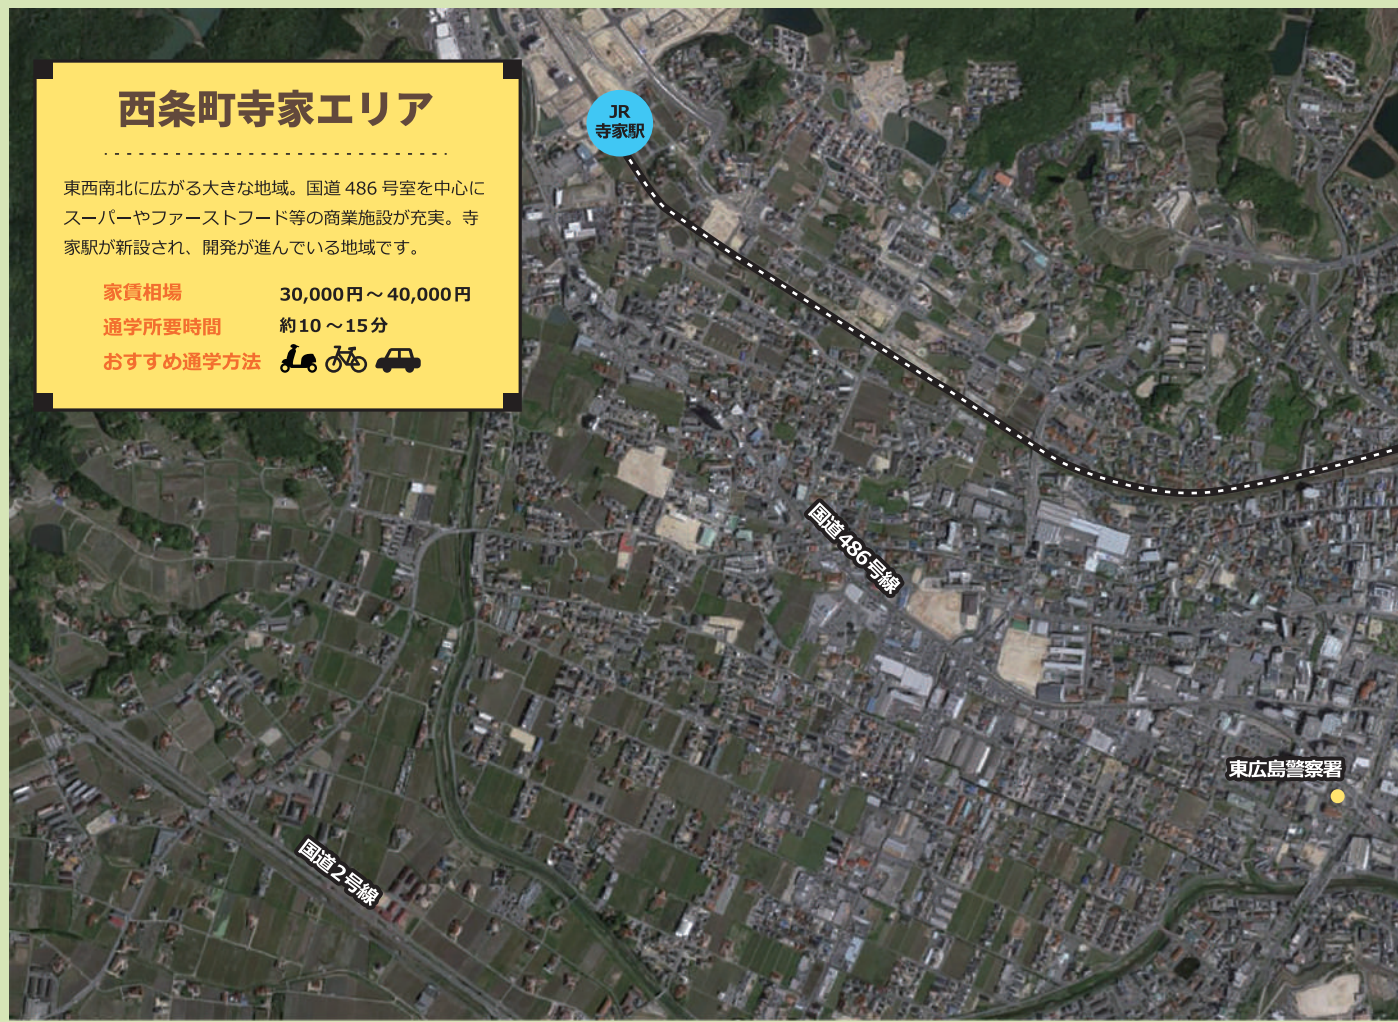 西条町寺家エリア
東西南北に広がる大きな地域。国道 486 号室を中心に
スーパーやファーストフード等の商業施設が充実。寺
家駅が新設され、開発が進んでいる地域です。
家賃相場 30,000円～40,000円
通学所要時間 約10～15分
おすすめ通学方法
JR
寺家駅
国道486号線
東広島警察署
国道2号線